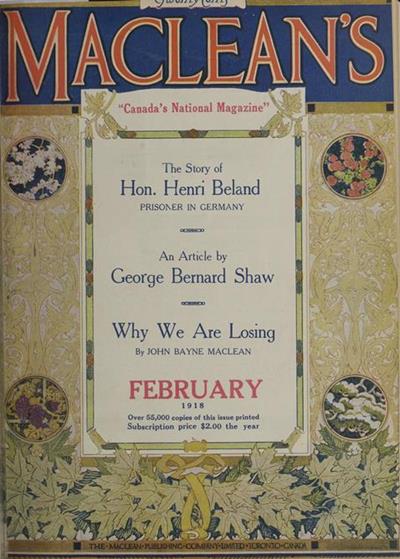 Twenty Cents
MACLEAN'S
"Canada's National Magazine"
The Story of
Hon. Henri Beland
PRISONER IN GERMANY
An Article by
George Bernard Shaw
Why We Are Losing
By JOHN BAYNE MACLEAN
FEBRUARY
1918
Over 55,000 copies of this issue printed
Subscription price $2.00 the year
THE·MACLEAN·PUBLISHING·COMPANY·LIMITED·TORONTO·CANADA